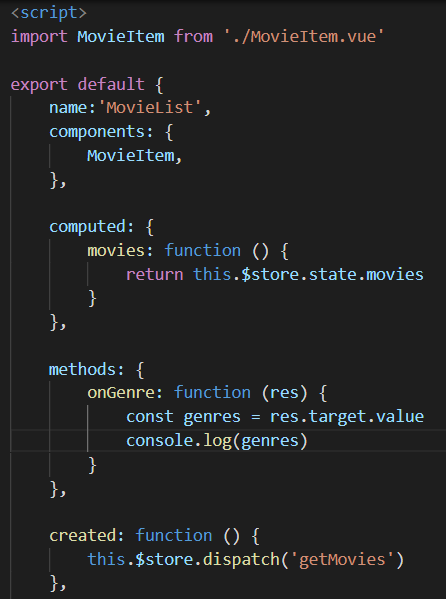 <script>
import MovieItem from './MovieItem.vue'
export default {
    name:'MovieList',
    components: {
        MovieItem,
    },
    computed: {
        movies: function () {
            return this.$store.state.movies
        }
    },
    methods: {
        onGenre: function (res) {
            const genres = res.target.value
            console.log(genres)
        }
    },
    created: function () {
        this.$store.dispatch('getMovies')
    },